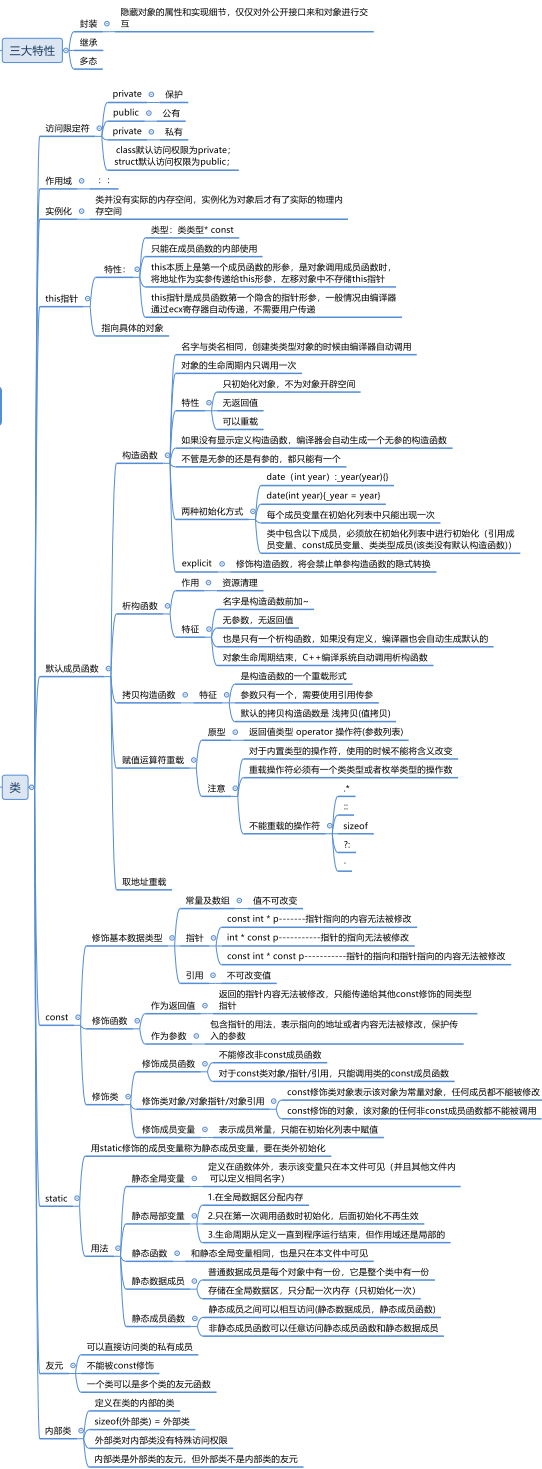 三大特性
封装
隐藏对象的属性和实现细节，仅仅对外公开接口来和对象进行交
互
继承
多态
类
访问限定符
private
保护
public
公有
private
私有
class默认访问权限为private；
struct默认访问权限为public；
作用域
：：
实例化
类并没有实际的内存空间，实例化为对象后才有了实际的物理内
存空间
this指针
特性：
类型：类类型* const
只能在成员函数的内部使用
this本质上是第一个成员函数的形参，是对象调用成员函数时，
将地址作为实参传递给this形参，左移对象中不存储this指针
this指针是成员函数第一个隐含的指针形参，一般情况由编译器
通过ecx寄存器自动传递，不需要用户传递
指向具体的对象
默认成员函数
构造函数
名字与类名相同，创建类类型对象的时候由编译器自动调用
对象的生命周期内只调用一次
特性
只初始化对象，不为对象开辟空间
无返回值
可以重载
如果没有显示定义构造函数，编译器会自动生成一个无参的构造函数
不管是无参的还是有参的，都只能有一个
两种初始化方式
date（int year）:_year(year){}
date(int year){_year = year}
每个成员变量在初始化列表中只能出现一次
类中包含以下成员，必须放在初始化列表中进行初始化（引用成
员变量、const成员变量、类类型成员(该类没有默认构造函数)）
explicit
修饰构造函数，将会禁止单参构造函数的隐式转换
析构函数
作用
资源清理
特征
名字是构造函数前加~
无参数，无返回值
也是只有一个析构函数，如果没有定义，编译器也会自动生成默认的
对象生命周期结束，C++编译系统自动调用析构函数
拷贝构造函数
特征
是构造函数的一个重载形式
参数只有一个，需要使用引用传参
默认的拷贝构造函数是 浅拷贝(值拷贝)
赋值运算符重载
原型
返回值类型 operator 操作符(参数列表)
注意
对于内置类型的操作符，使用的时候不能将含义改变
重载操作符必须有一个类类型或者枚举类型的操作数
不能重载的操作符
.*
::
sizeof
?:
.
取地址重载
const
修饰基本数据类型
常量及数组
值不可改变
指针
const int * p-------指针指向的内容无法被修改
int * const p-----------指针的指向无法被修改
const int * const p-----------指针的指向和指针指向的内容无法被修改
引用
不可改变值
修饰函数
作为返回值
返回的指针内容无法被修改，只能传递给其他const修饰的同类型
指针
作为参数
包含指针的用法，表示指向的地址或者内容无法被修改，保护传
入的参数
修饰类
修饰成员函数
不能修改非const成员函数
对于const类对象/指针/引用，只能调用类的const成员函数
修饰类对象/对象指针/对象引用
const修饰类对象表示该对象为常量对象，任何成员都不能被修改
const修饰的对象，该对象的任何非const成员函数都不能被调用
修饰成员变量
表示成员常量，只能在初始化列表中赋值
static
用static修饰的成员变量称为静态成员变量，要在类外初始化
用法
静态全局变量
定义在函数体外，表示该变量只在本文件可见（并且其他文件内
可以定义相同名字）
静态局部变量
1.在全局数据区分配内存
2.只在第一次调用函数时初始化，后面初始化不再生效
3.生命周期从定义一直到程序运行结束，但作用域还是局部的
静态函数
和静态全局变量相同，也是只在本文件中可见
静态数据成员
普通数据成员是每个对象中有一份，它是整个类中有一份
存储在全局数据区，只分配一次内存（只初始化一次）
静态成员函数
静态成员之间可以相互访问(静态数据成员，静态成员函数)
非静态成员函数可以任意访问静态成员函数和静态数据成员
友元
可以直接访问类的私有成员
不能被const修饰
一个类可以是多个类的友元函数
内部类
定义在类的内部的类
sizeof(外部类) = 外部类
外部类对内部类没有特殊访问权限
内部类是外部类的友元，但外部类不是内部类的友元